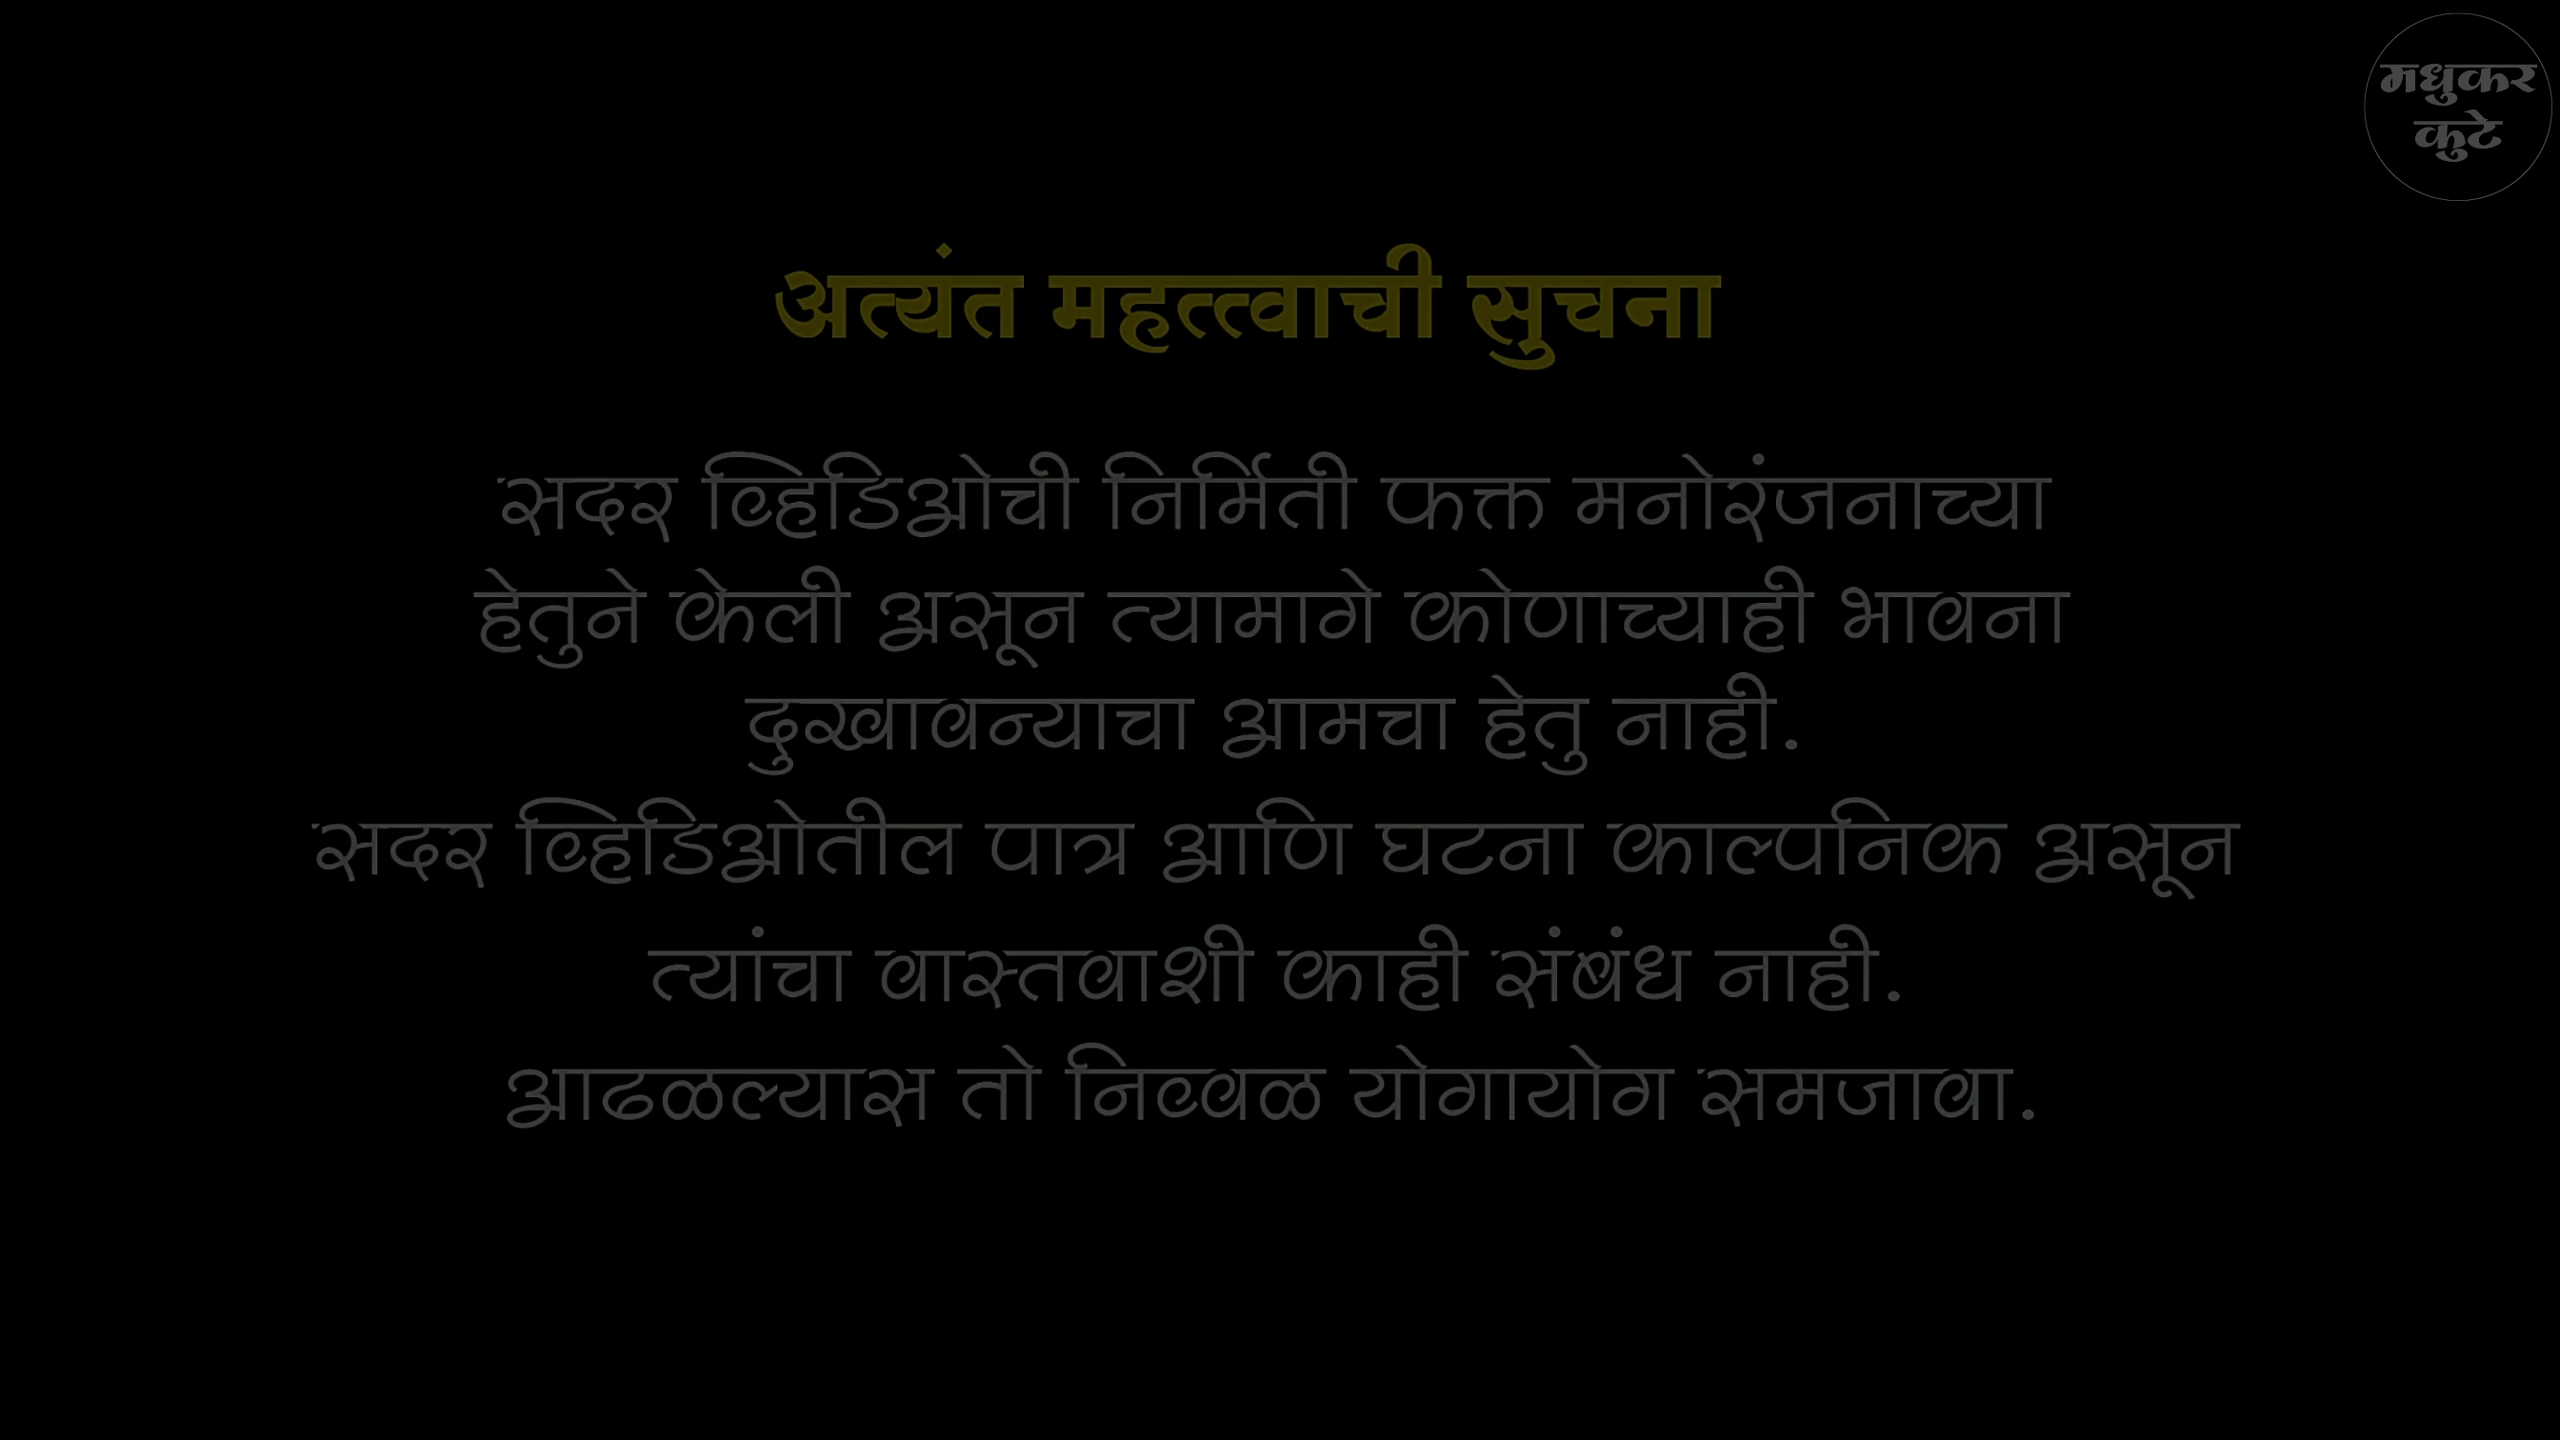 मधुकर
कुटे
अत्यंत महत्त्वाची सुचना
सदर व्हिडिओची निर्मिती फक्त मनोरंजनाच्या
हेतुने केली असून त्यामागे कोणाच्याही भावना
दुखावन्याचा आमचा हेतु नाही.
सदर व्हिडिओतील पात्र आणि घटना काल्पनिक असून
त्यांचा वास्तवाशी काही संबंध नाही.
आढळल्यास तो निव्वळ योगायोग समजावा.